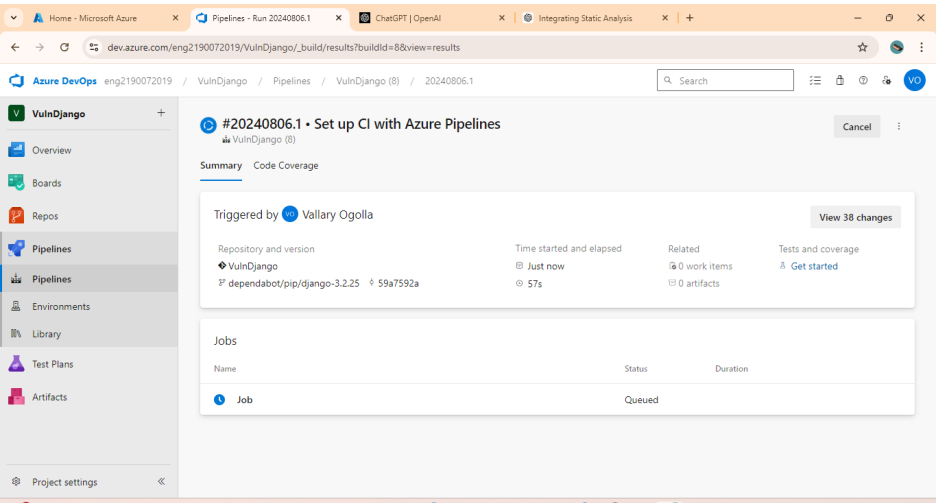 Home - Microsoft Azure
Pipelines - Run 20240806.1
ChatGPT | OpenAI
Integrating Static Analysis
dev.azure.com/eng2190072019/VulnDjango/_build/results?buildId=8&view=results
Azure DevOps eng2190072019 / VulnDjango / Pipelines / VulnDjango (8) / 20240806.1
Search
VO
V VulnDjango
Overview
Boards
Repos
Pipelines
Pipelines
Environments
Library
Test Plans
Artifacts
Project settings
#20240806.1 • Set up CI with Azure Pipelines
VulnDjango (8)
Cancel
Summary Code Coverage
Triggered by VO Vallary Ogolla
View 38 changes
Repository and version
VulnDjango
dependabot/pip/django-3.2.25 59a7592a
Time started and elapsed
Just now
57s
Related
0 work items
0 artifacts
Tests and coverage
Get started
Jobs
Name Status Duration
Job Queued